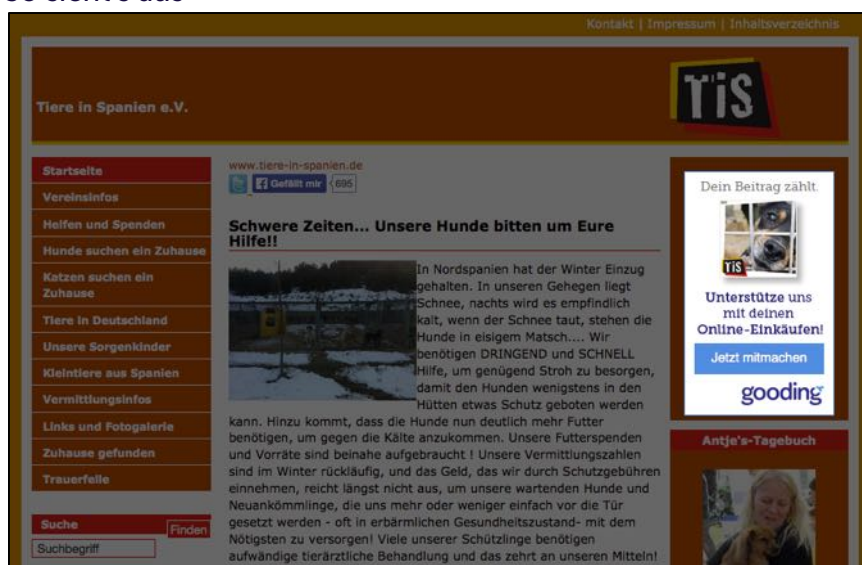 Kontakt | Impressum | Inhaltsverzeichnis
TiS
Tiere in Spanien e.V.
Startseite
Vereinsinfos
Helfen und Spenden
Hunde suchen ein Zuhause
Katzen suchen ein
Zuhause
Tiere in Deutschland
Unsere Sorgenkinder
Kleintiere aus Spanien
Vermittlungsinfos
Links und Fotogalerie
Zuhause gefunden
Trauerfelle
Suche
Finden
Suchbegriff
www.tiere-in-spanien.de
Gefällt mir 695
Schwere Zeiten... Unsere Hunde bitten um Eure
Hilfe!!
In Nordspanien hat der Winter Einzug
gehalten. In unseren Gehegen liegt
Schnee, nachts wird es empfindlich
kalt, wenn der Schnee taut, stehen die
Hunde in eisigem Matsch.... Wir
benötigen DRINGEND und SCHNELL
Hilfe, um genügend Stroh zu besorgen,
damit den Hunden wenigstens in den
Hütten etwas Schutz geboten werden
kann. Hinzu kommt, dass die Hunde nun deutlich mehr Futter
benötigen, um gegen die Kälte anzukommen. Unsere Futterspenden
und Vorräte sind beinahe aufgebraucht ! Unsere Vermittlungszahlen
sind im Winter rückläufig, und das Geld, das wir durch Schutzgebühren
einnehmen, reicht längst nicht aus, um unsere wartenden Hunde und
Neuankömmlinge, die uns mehr oder weniger einfach vor die Tür
gesetzt werden - oft in erbärmlichen Gesundheitszustand- mit dem
Nötigsten zu versorgen! Viele unserer Schützlinge benötigen
aufwändige tierärztliche Behandlung und das zehrt an unseren Mitteln!
Dein Beitrag zählt.
TiS
Unterstütze uns
mit deinen
Online-Einkäufen!
Jetzt mitmachen
gooding
Antje's-Tagebuch